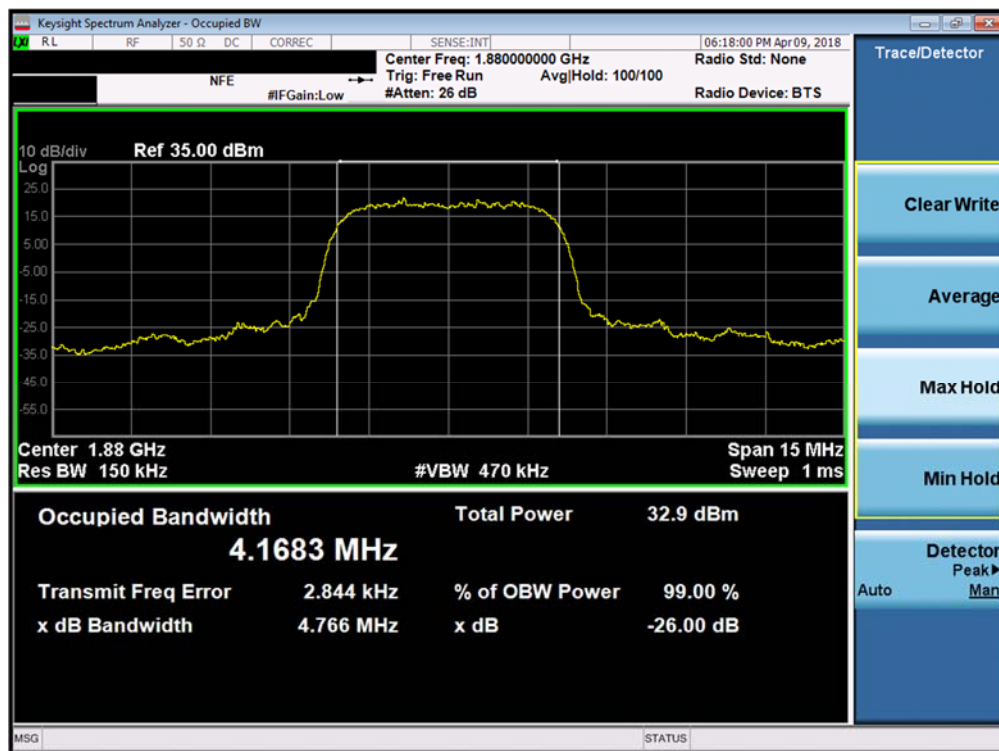 Keysight Spectrum Analyzer - Occupied BW
LXI RL RF 50 Ω DC CORREC SENSE:INT 06:18:00 PM Apr 09, 2018
Center Freq: 1.880000000 GHz Radio Std: None
NFE Trig: Free Run Avg|Hold: 100/100
#IFGain:Low #Atten: 26 dB Radio Device: BTS
10 dB/div Ref 35.00 dBm
Log
25.0
15.0
5.00
-5.00
-15.0
-25.0
-35.0
-45.0
-55.0
Center 1.88 GHz Span 15 MHz
Res BW 150 kHz #VBW 470 kHz Sweep 1 ms
Occupied Bandwidth Total Power 32.9 dBm
4.1683 MHz
Transmit Freq Error 2.844 kHz % of OBW Power 99.00 %
x dB Bandwidth 4.766 MHz x dB -26.00 dB
MSG STATUS
Trace/Detector
Clear Write
Average
Max Hold
Min Hold
Detector
Peak▶
Auto Man